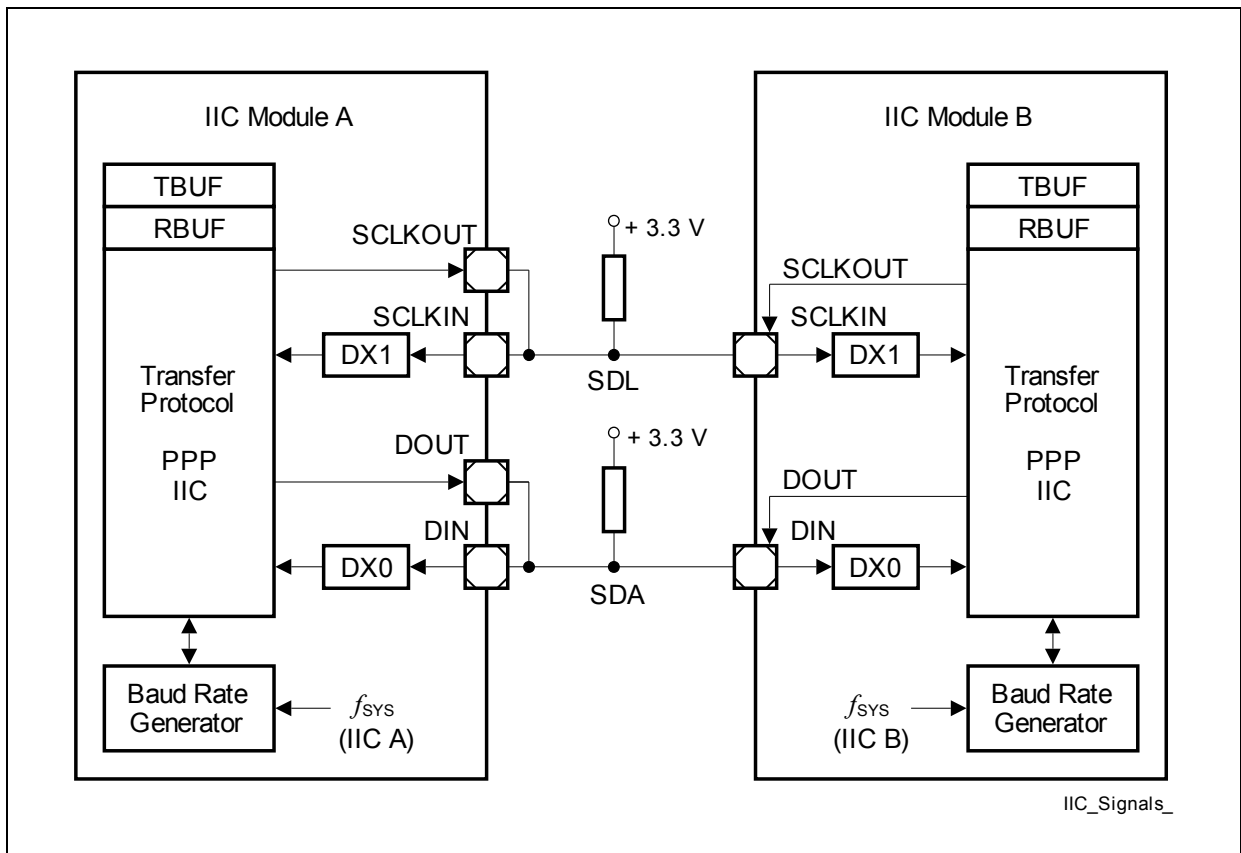 IIC Module A
IIC Module B
TBUF
RBUF
TBUF
RBUF
SCLKOUT
+ 3.3 V
SCLKOUT
SCLKIN
SCLKIN
DX1
DX1
SDL
Transfer
Protocol
PPP
IIC
Transfer
Protocol
PPP
IIC
DOUT
+ 3.3 V
DOUT
DIN
DIN
DX0
DX0
SDA
Baud Rate
Generator
fSYS
(IIC A)
fSYS
(IIC B)
Baud Rate
Generator
IIC_Signals_